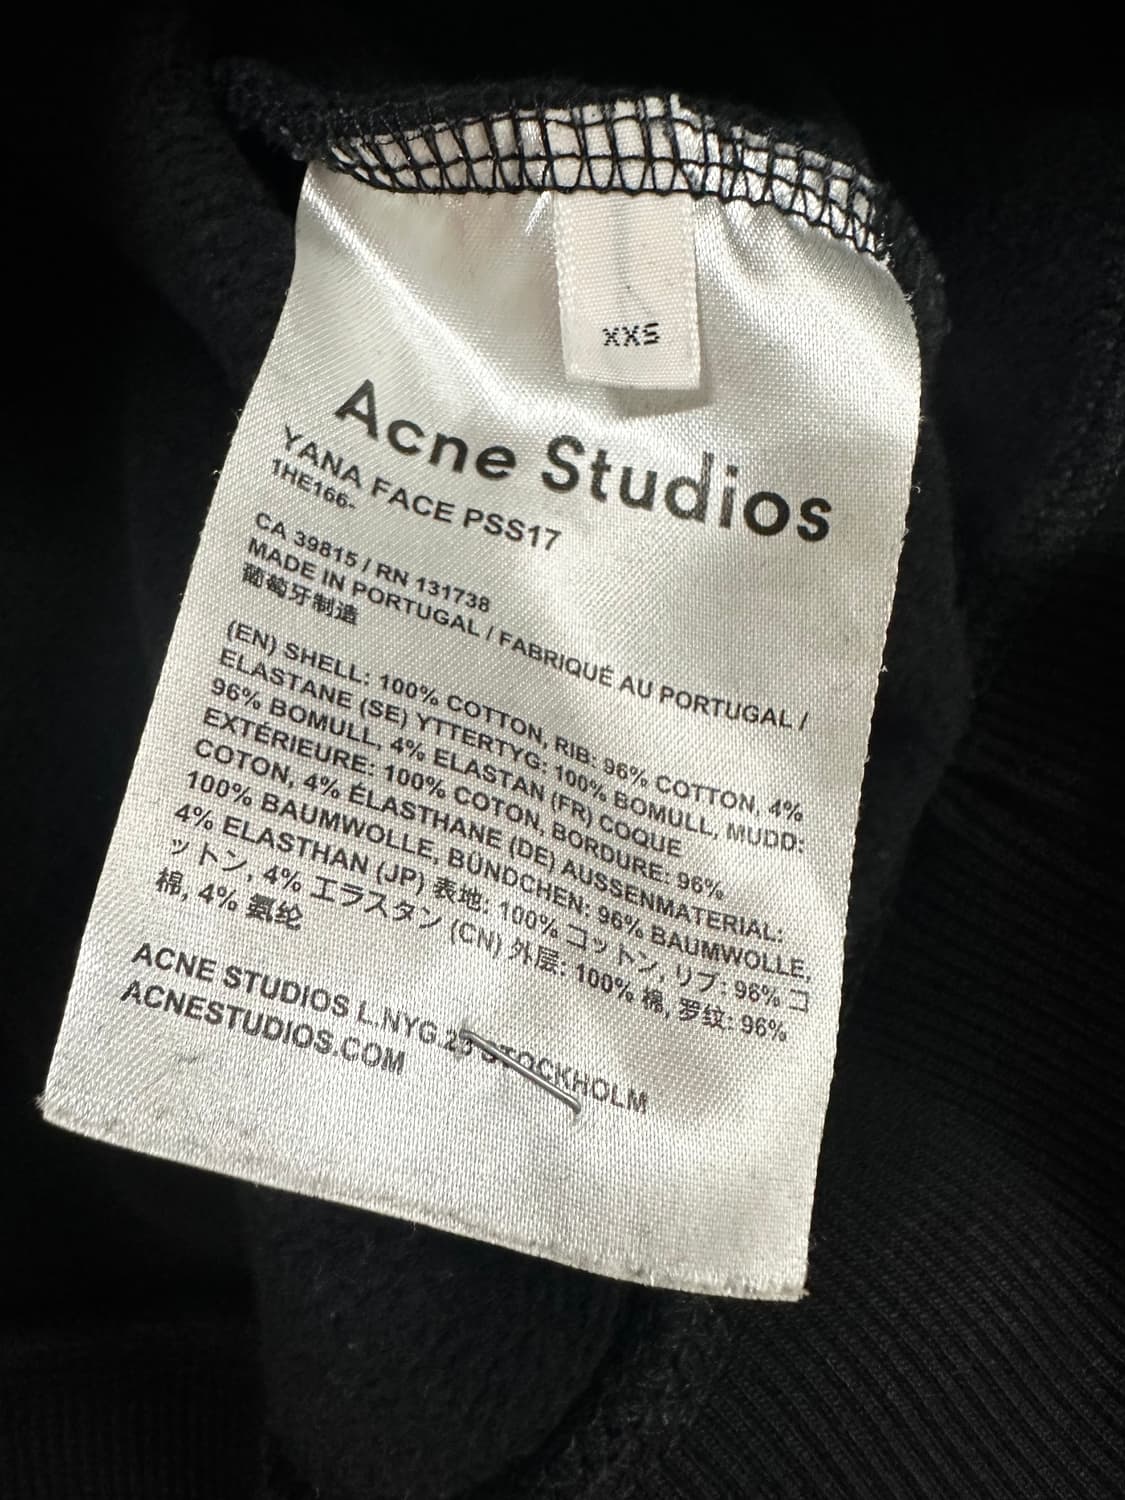 XXS
Acne Studios
YANA FACE PSS17
1HE166-
CA 39815 / RN 131738
MADE IN PORTUGAL / FABRIQUÉ AU PORTUGAL /
葡萄牙制造
(EN) SHELL: 100% COTTON, RIB: 96% COTTON, 4%
ELASTANE (SE) YTTERTYG: 100% BOMULL, MUDD:
96% BOMULL, 4% ELASTAN (FR) COQUE
EXTÉRIEURE: 100% COTON, BORDURE: 96%
COTON, 4% ÉLASTHANE (DE) AUSSENMATERIAL:
100% BAUMWOLLE, BÜNDCHEN: 96% BAUMWOLLE,
4% ELASTHAN (JP) 表地: 100% コットン, リブ: 96% コ
ットン, 4% エラスタン (CN) 外层: 100% 棉, 罗纹: 96%
棉, 4% 氨纶
ACNE STUDIOS L.NYG.23 STOCKHOLM
ACNESTUDIOS.COM